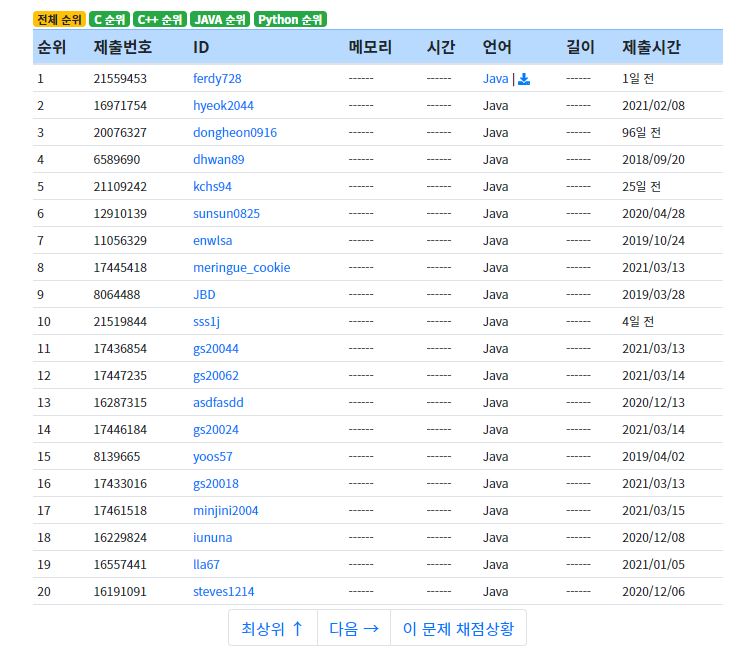 전체 순위 C 순위 C++ 순위 JAVA 순위 Python 순위
순위 제출번호 ID 메모리 시간 언어 길이 제출시간
1 21559453 ferdy728 ------ ------ Java | ------ 1일 전
2 16971754 hyeok2044 ------ ------ Java ------ 2021/02/08
3 20076327 dongheon0916 ------ ------ Java ------ 96일 전
4 6589690 dhwan89 ------ ------ Java ------ 2018/09/20
5 21109242 kchs94 ------ ------ Java ------ 25일 전
6 12910139 sunsun0825 ------ ------ Java ------ 2020/04/28
7 11056329 enwlsa ------ ------ Java ------ 2019/10/24
8 17445418 meringue_cookie ------ ------ Java ------ 2021/03/13
9 8064488 JBD ------ ------ Java ------ 2019/03/28
10 21519844 sss1j ------ ------ Java ------ 4일 전
11 17436854 gs20044 ------ ------ Java ------ 2021/03/13
12 17447235 gs20062 ------ ------ Java ------ 2021/03/14
13 16287315 asdfasdd ------ ------ Java ------ 2020/12/13
14 17446184 gs20024 ------ ------ Java ------ 2021/03/14
15 8139665 yoos57 ------ ------ Java ------ 2019/04/02
16 17433016 gs20018 ------ ------ Java ------ 2021/03/13
17 17461518 minjini2004 ------ ------ Java ------ 2021/03/15
18 16229824 iununa ------ ------ Java ------ 2020/12/08
19 16557441 lla67 ------ ------ Java ------ 2021/01/05
20 16191091 steves1214 ------ ------ Java ------ 2020/12/06
최상위 ↑ 다음 → 이 문제 채점상황